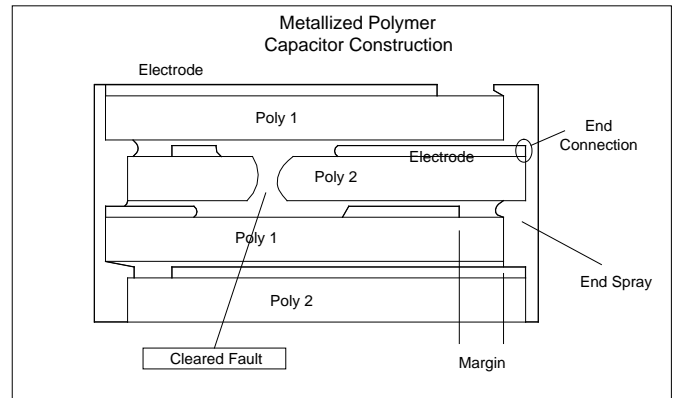 Metallized Polymer
Capacitor Construction
Electrode
Poly 1
End
Connection
Electrode
Poly 2
Poly 1
End Spray
Poly 2
Cleared Fault
Margin